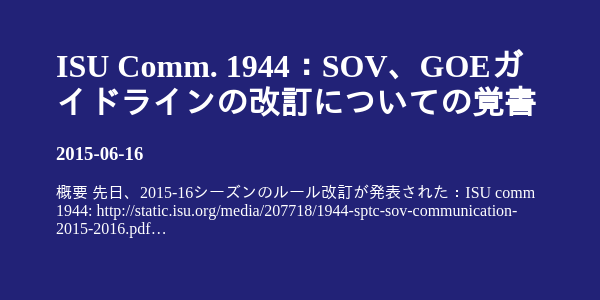 ISU Comm. 1944：SOV、GOEガ
イドラインの改訂についての覚書
2015-06-16
概要 先日、2015-16シーズンのルール改訂が発表された：ISU comm
1944: http://static.isu.org/media/207718/1944-sptc-sov-communication-
2015-2016.pdf…